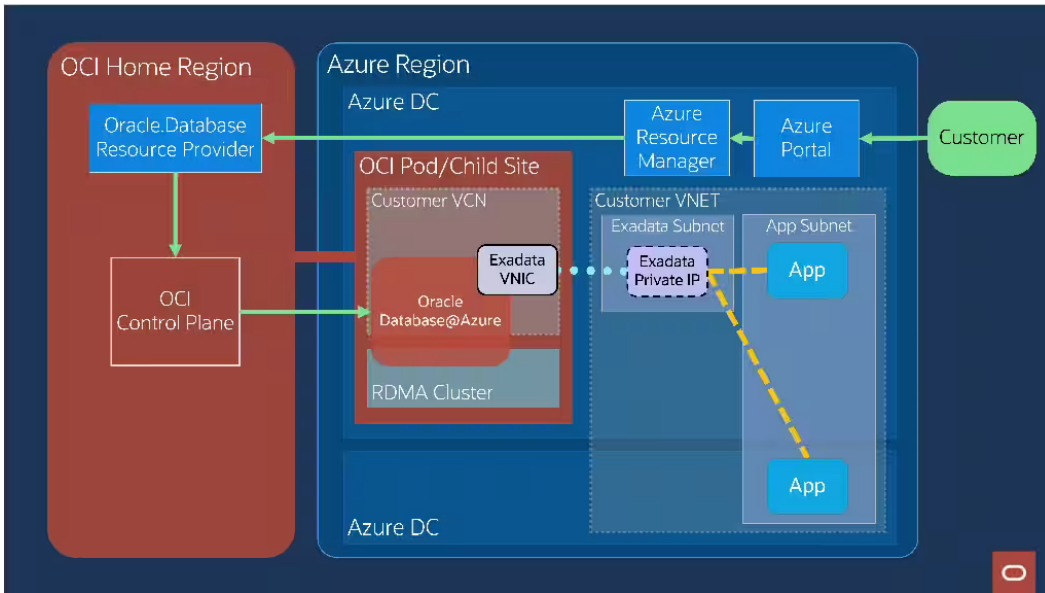 OCI Home Region
Oracle.Database
Resource Provider
OCI
Control Plane
Azure Region
Azure DC
Azure
Resource
Manager
Azure
Portal
Customer
OCI Pod/Child Site
Customer VCN
Exadata
VNIC
Oracle
Database@Azure
RDMA Cluster
Customer VNET
Exadata Subnet
Exadata
Private IP
App Subnet
App
App
Azure DC